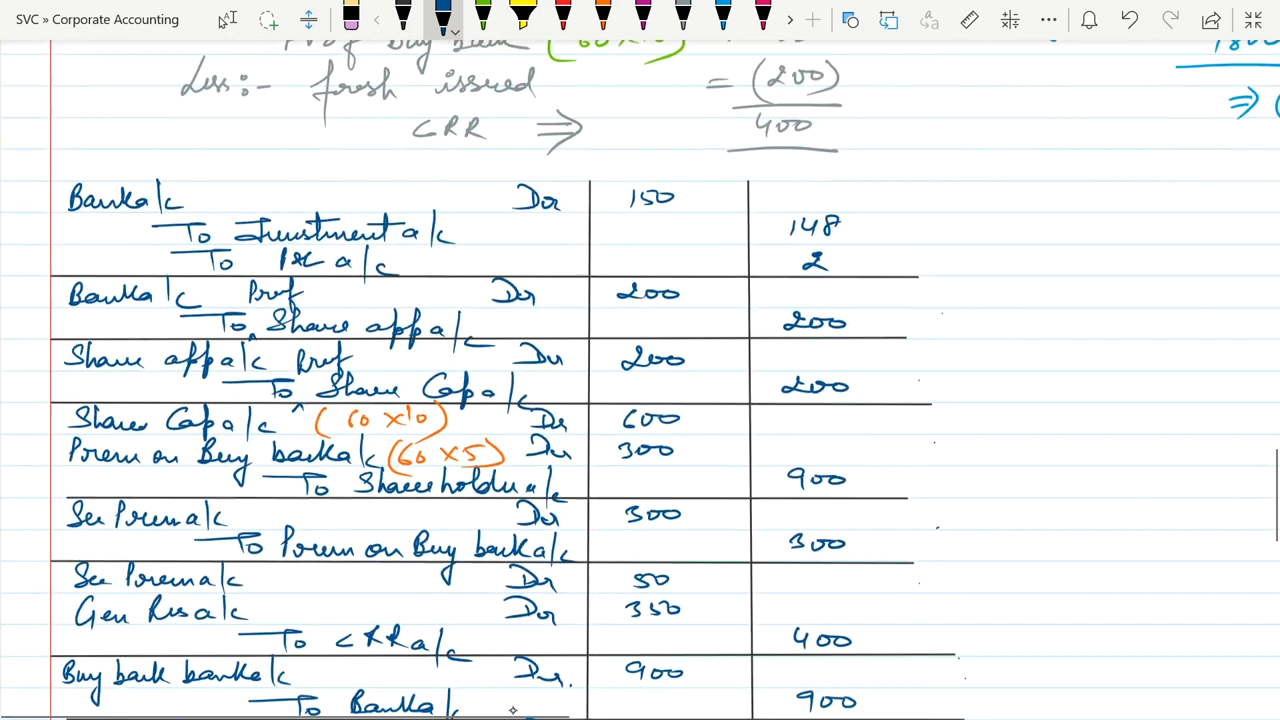 SVC > Corporate Accounting
(60 x 10)
Less:- fresh issued = (200)
CRR ⇒ 400
⇒ (
Banka/c Dr 150
To Investment a/c 148
To P&L a/c 2
Banka/c Dr 200
To Pref Share app a/c 200
Share app a/c Dr 200
To Pref Share Cap a/c 200
Share Cap a/c (60 x 10) Dr 600
Prem on Buy back a/c (60 x 5) Dr 300
To Shareholder a/c 900
Sec Prem a/c Dr 300
To Prem on Buy back a/c 300
Sec Prem a/c Dr 50
Gen Res a/c Dr 350
To CRR a/c 400
Buy back bank a/c Dr. 900
To Bank a/c 900